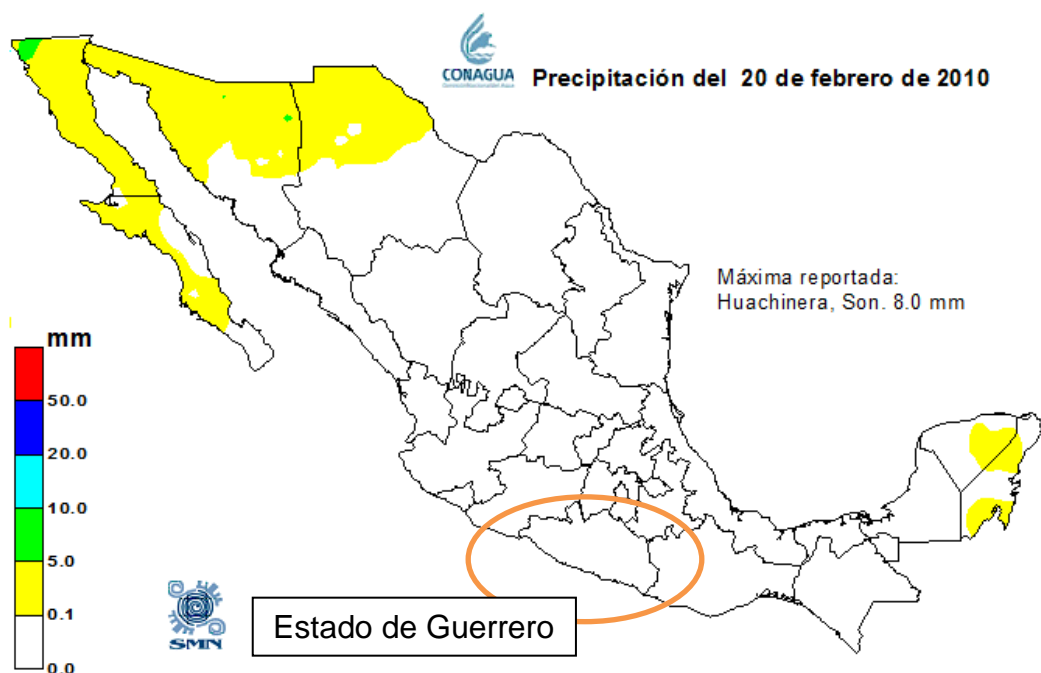 CONAGUA
Precipitación del 20 de febrero de 2010
Máxima reportada:
Huachinera, Son. 8.0 mm
mm
50.0
20.0
10.0
5.0
0.1
0.0
SMN
Estado de Guerrero